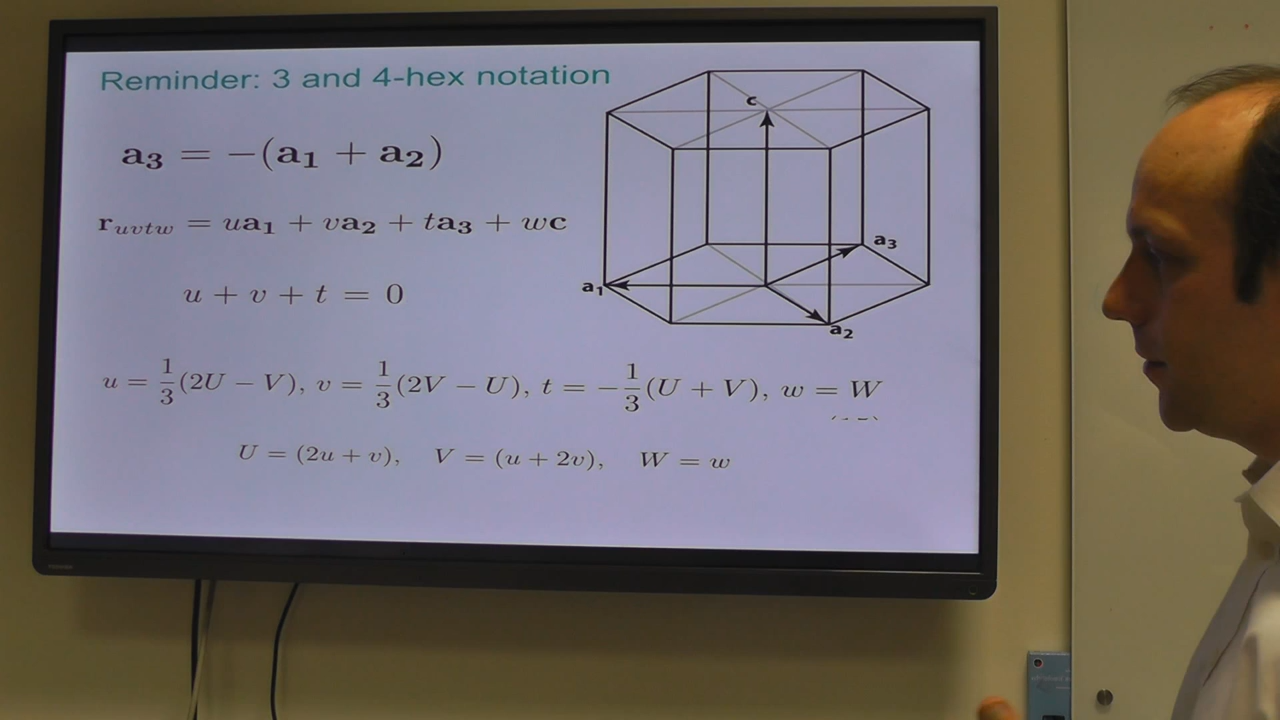 Reminder: 3 and 4-hex notation
a₃ = −(a₁ + a₂)
r_uvtw = ua₁ + va₂ + ta₃ + wc
u + v + t = 0
c
a₃
a₁
a₂
u = 1/3(2U − V), v = 1/3(2V − U), t = −1/3(U + V), w = W
U = (2u + v), V = (u + 2v), W = w